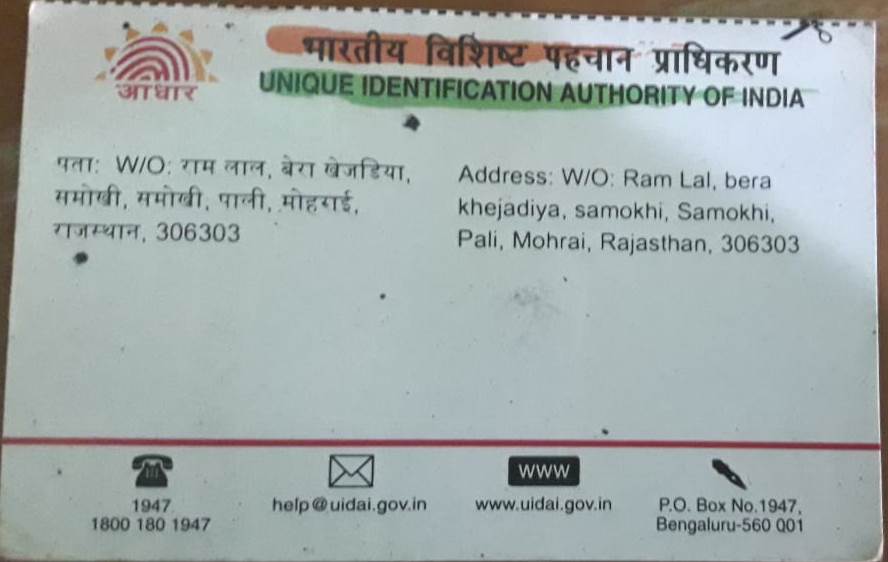 भारतीय विशिष्ट पहचान प्राधिकरण
UNIQUE IDENTIFICATION AUTHORITY OF INDIA
आधार
पता: W/O: राम लाल, बेरा खेजडिया,
समोखी, समोखी, पाली, मोहराई,
राजस्थान, 306303
Address: W/O: Ram Lal, bera
khejadiya, samokhi, Samokhi,
Pali, Mohrai, Rajasthan, 306303
1947
1800 180 1947
help@uidai.gov.in
WWW
www.uidai.gov.in
P.O. Box No.1947,
Bengaluru-560 001